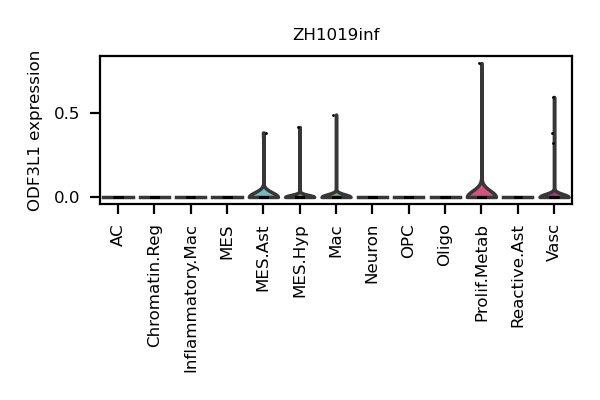 ZH1019inf
ODF3L1 expression
0.5
0.0
AC
Chromatin.Reg
Inflammatory.Mac
MES
MES.Ast
MES.Hyp
Mac
Neuron
OPC
Oligo
Prolif.Metab
Reactive.Ast
Vasc